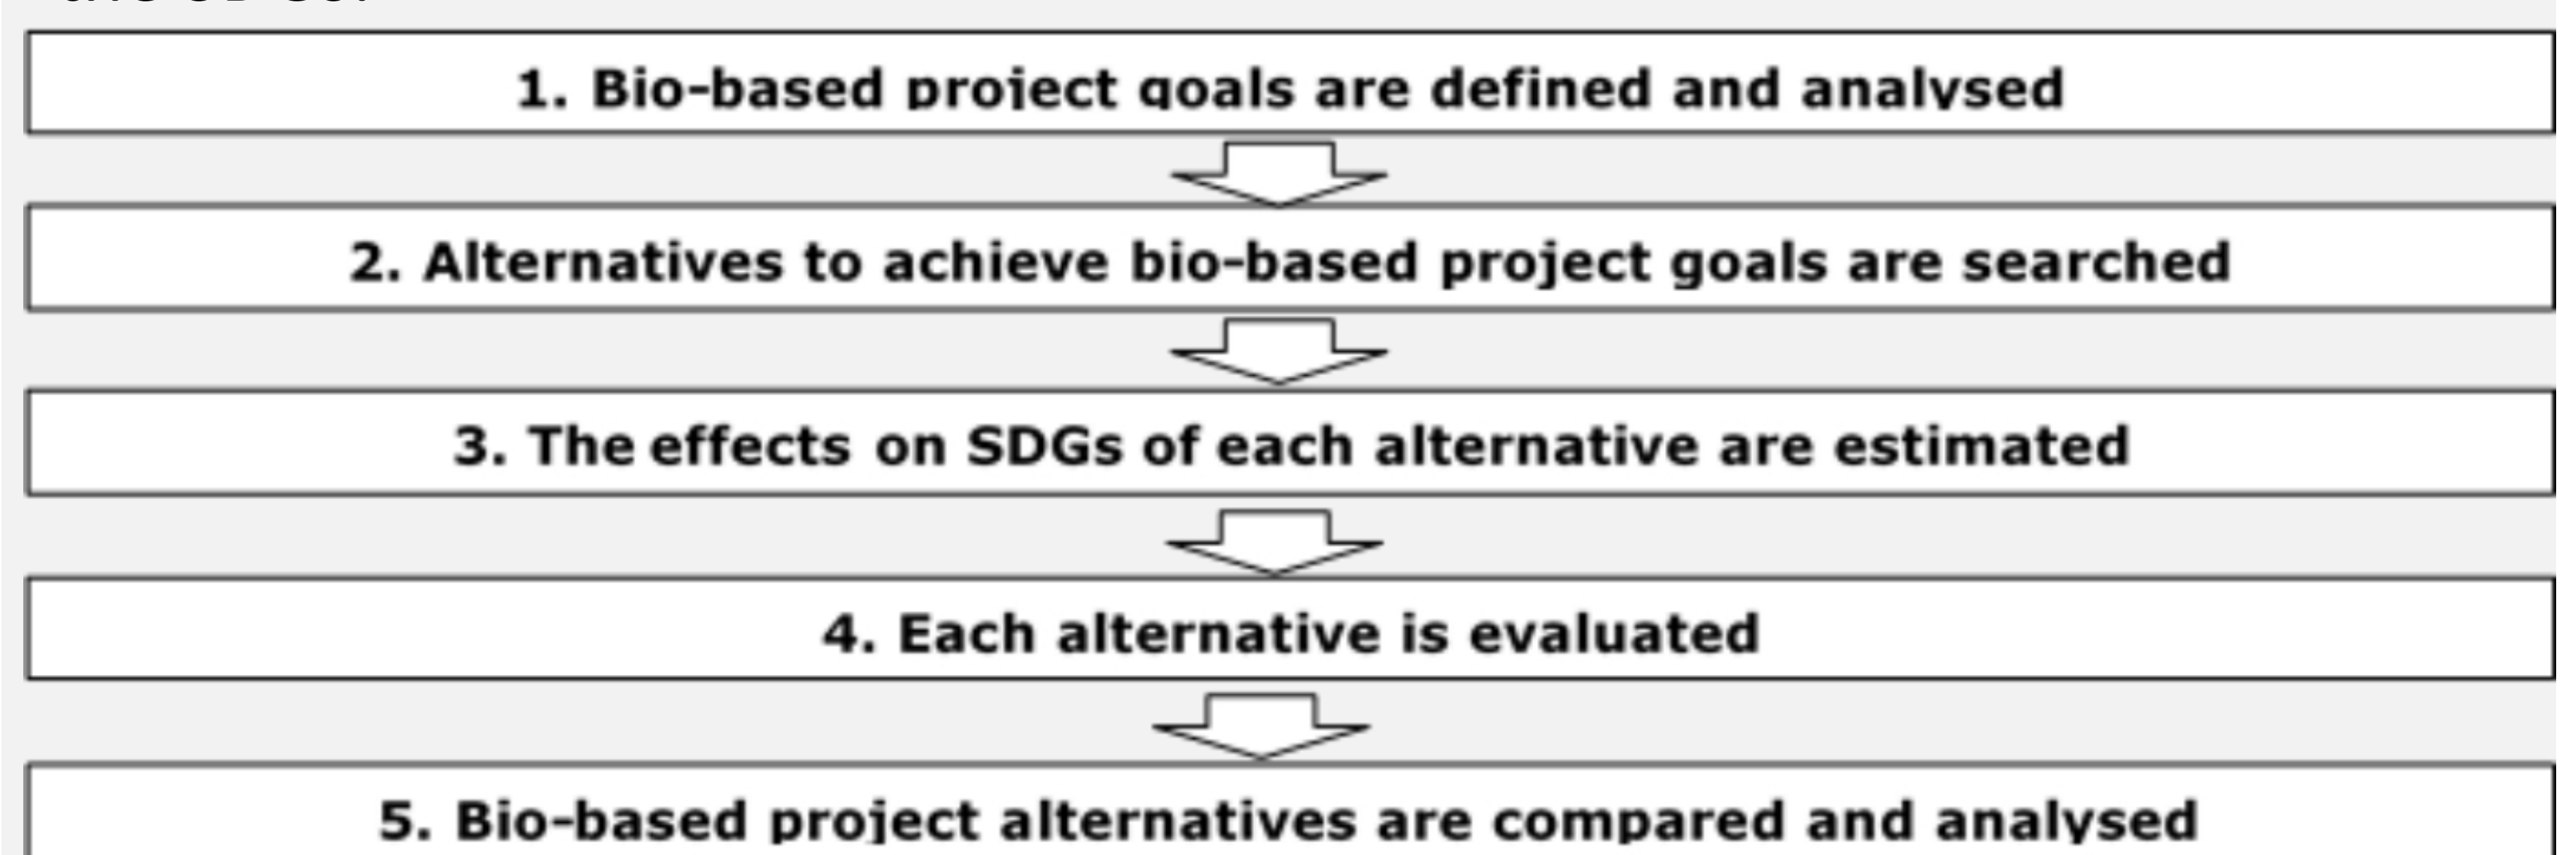 1. Bio-based project goals are defined and analysed
2. Alternatives to achieve bio-based project goals are searched
3. The effects on SDGs of each alternative are estimated
4. Each alternative is evaluated
5. Bio-based project alternatives are compared and analysed